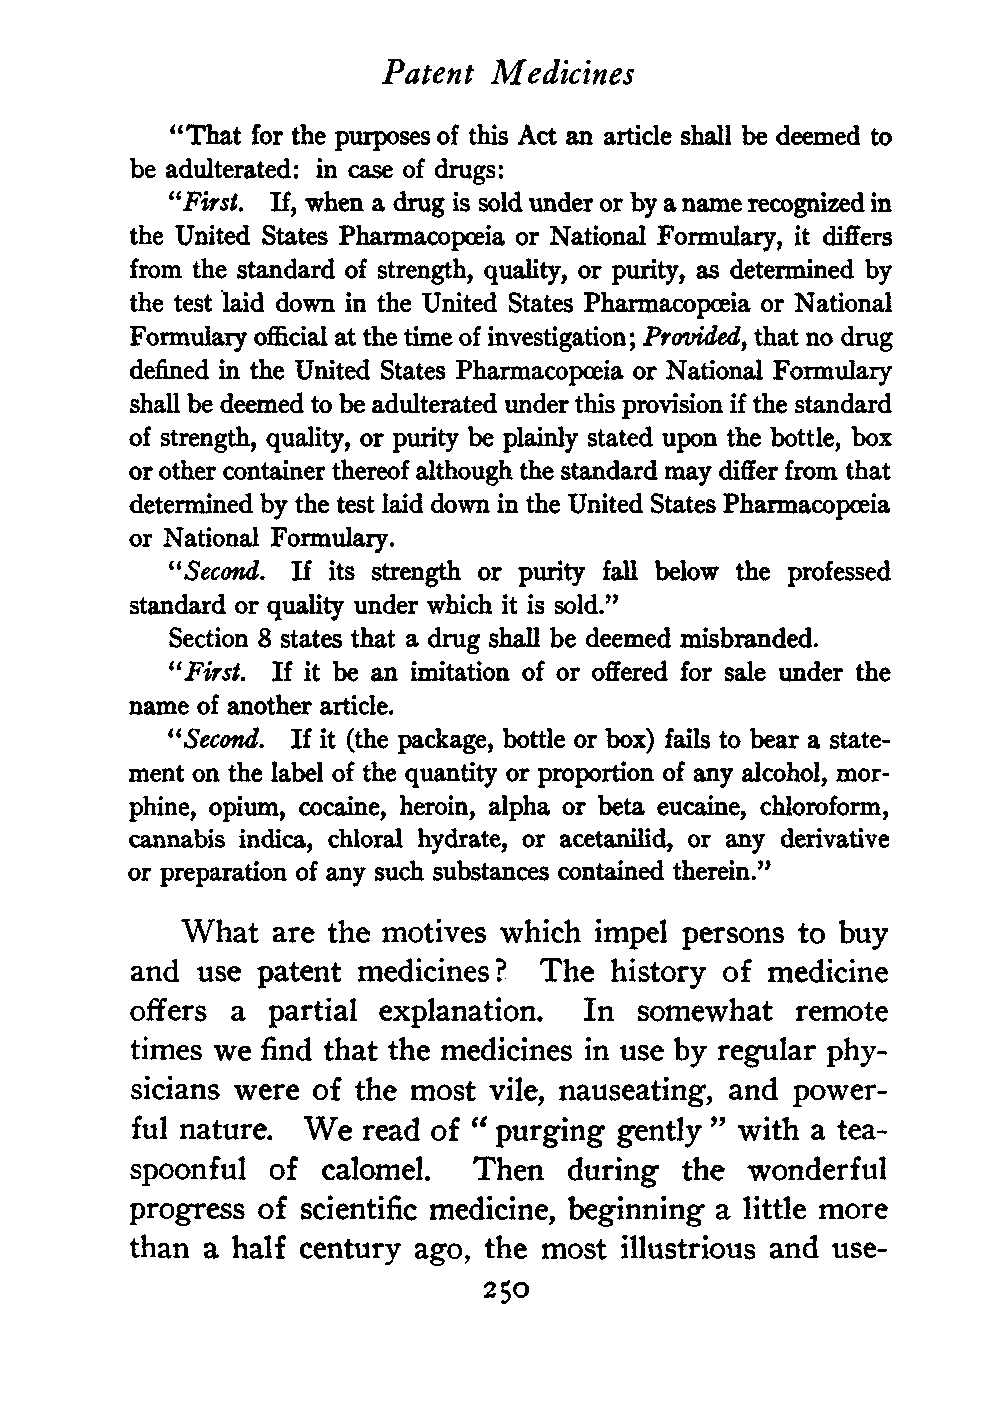 Patent Medicines
“That for the purposes of this Act an article shall be deemed to
be adulterated: in case of drugs:
“First. If, when a drug is sold under or by a name recognized in
the United States Pharmacopœia or National Formulary, it differs
from the standard of strength, quality, or purity, as determined by
the test laid down in the United States Pharmacopœia or National
Formulary official at the time of investigation; Provided, that no drug
defined in the United States Pharmacopœia or National Formulary
shall be deemed to be adulterated under this provision if the standard
of strength, quality, or purity be plainly stated upon the bottle, box
or other container thereof although the standard may differ from that
determined by the test laid down in the United States Pharmacopœia
or National Formulary.
“Second. If its strength or purity fall below the professed
standard or quality under which it is sold.”
Section 8 states that a drug shall be deemed misbranded.
“First. If it be an imitation of or offered for sale under the
name of another article.
“Second. If it (the package, bottle or box) fails to bear a state-
ment on the label of the quantity or proportion of any alcohol, mor-
phine, opium, cocaine, heroin, alpha or beta eucaine, chloroform,
cannabis indica, chloral hydrate, or acetanilid, or any derivative
or preparation of any such substances contained therein.”
What are the motives which impel persons to buy
and use patent medicines? The history of medicine
offers a partial explanation. In somewhat remote
times we find that the medicines in use by regular phy-
sicians were of the most vile, nauseating, and power-
ful nature. We read of “ purging gently ” with a tea-
spoonful of calomel. Then during the wonderful
progress of scientific medicine, beginning a little more
than a half century ago, the most illustrious and use-
250